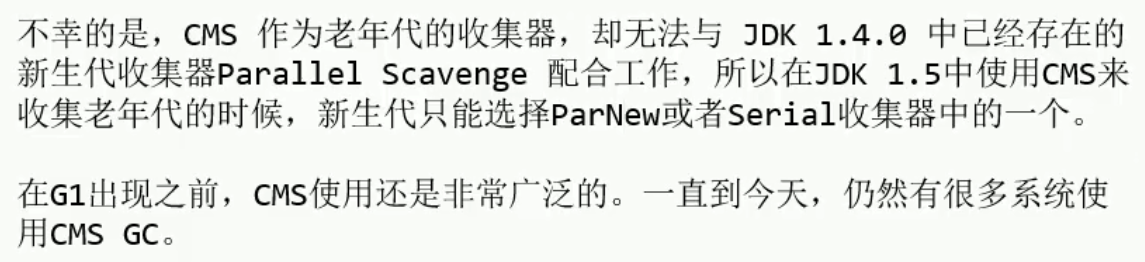 不幸的是，CMS 作为老年代的收集器，却无法与 JDK 1.4.0 中已经存在的
新生代收集器Parallel Scavenge 配合工作，所以在JDK 1.5中使用CMS来
收集老年代的时候，新生代只能选择ParNew或者Serial收集器中的一个。
在G1出现之前，CMS使用还是非常广泛的。一直到今天，仍然有很多系统使
用CMS GC。